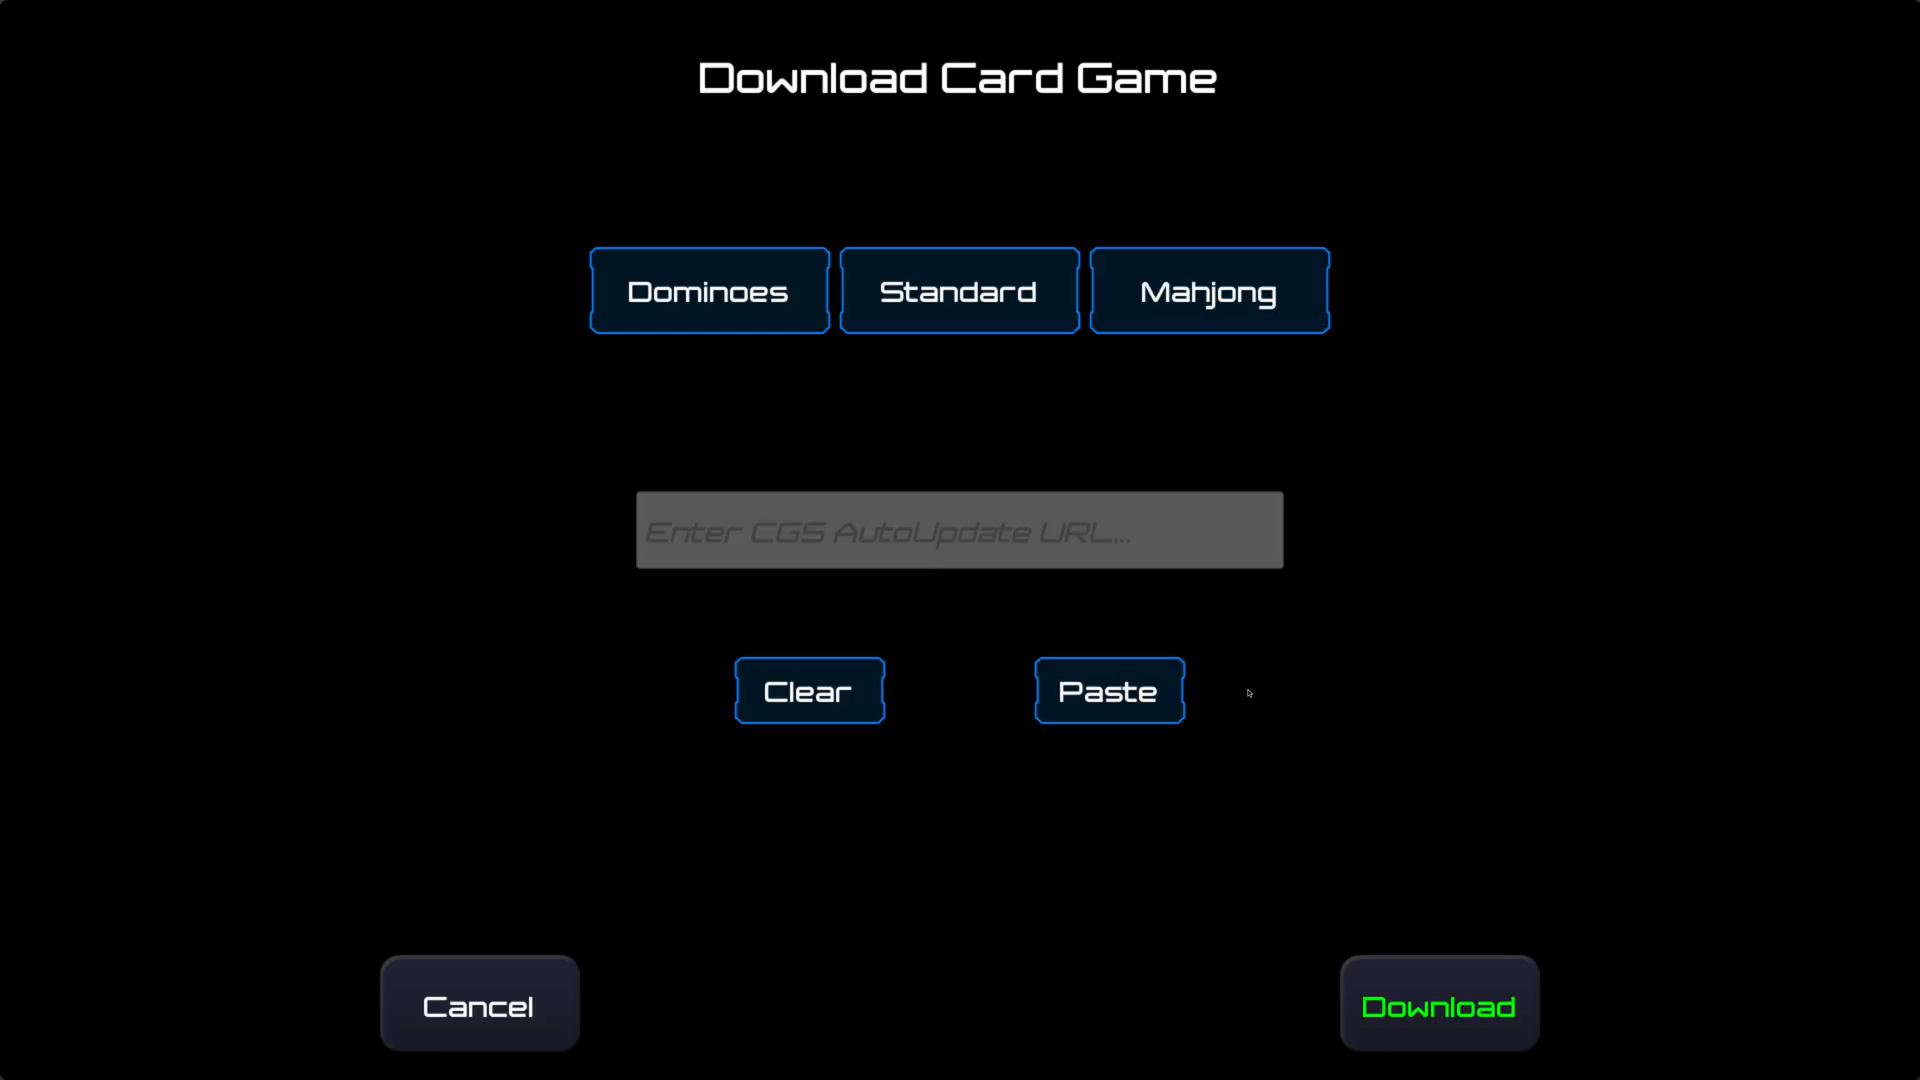 Download Card Game
Dominoes Standard Mahjong
Enter CGS AutoUpdate URL...
Clear Paste
Cancel Download